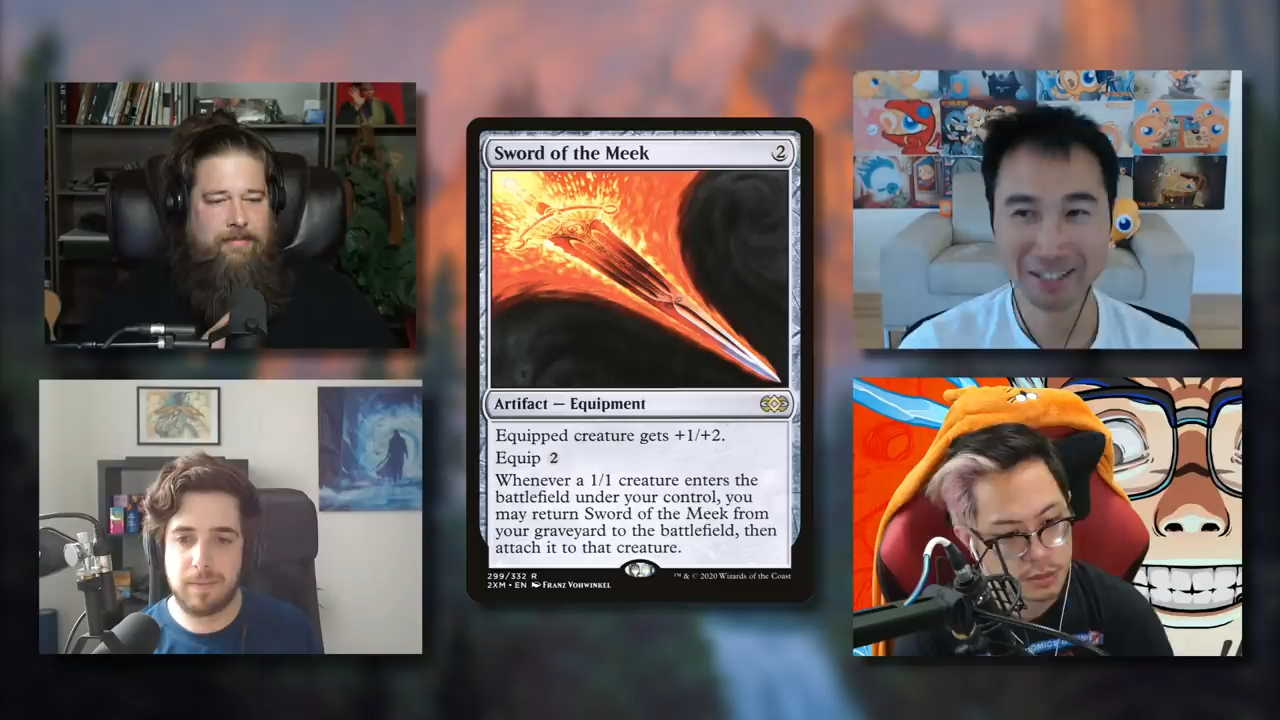 Sword of the Meek 2
Artifact — Equipment
Equipped creature gets +1/+2.
Equip 2
Whenever a 1/1 creature enters the
battlefield under your control, you
may return Sword of the Meek from
your graveyard to the battlefield, then
attach it to that creature.
299/332 R
2XM • EN Franz Vohwinkel
™ & © 2020 Wizards of the Coast